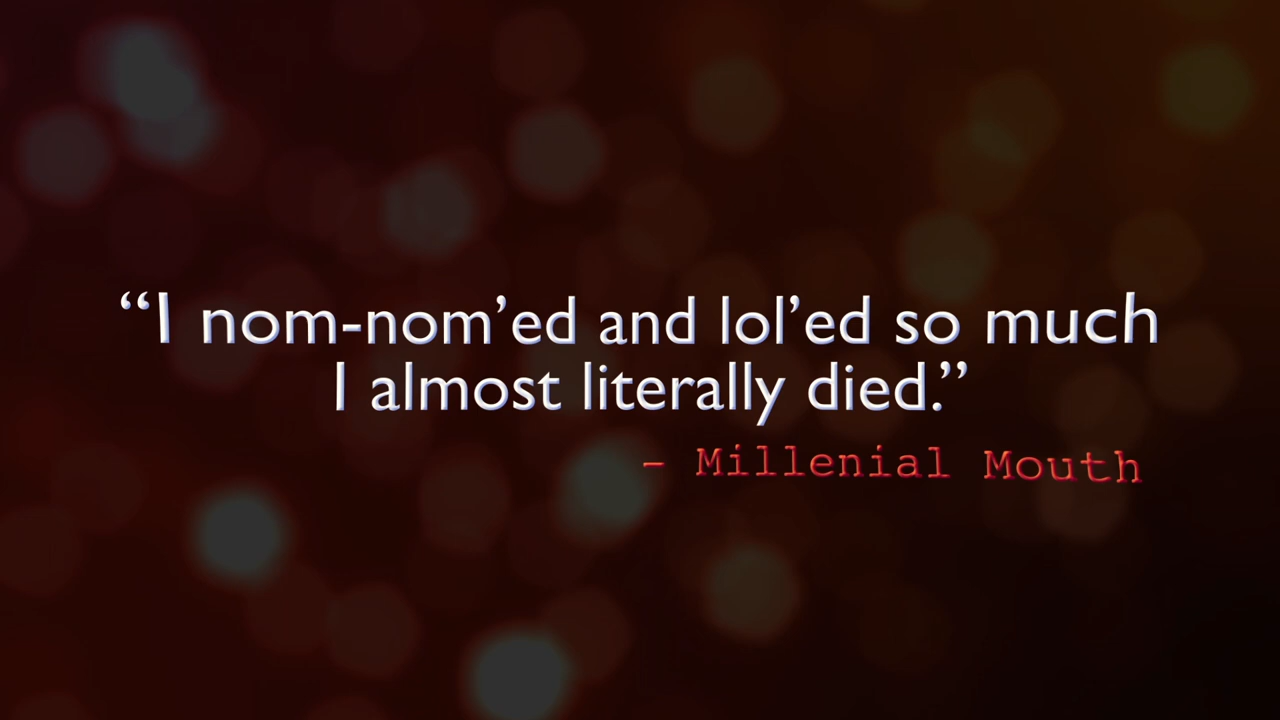 “I nom-nom’ed and lol’ed so much
I almost literally died.”
– Millenial Mouth